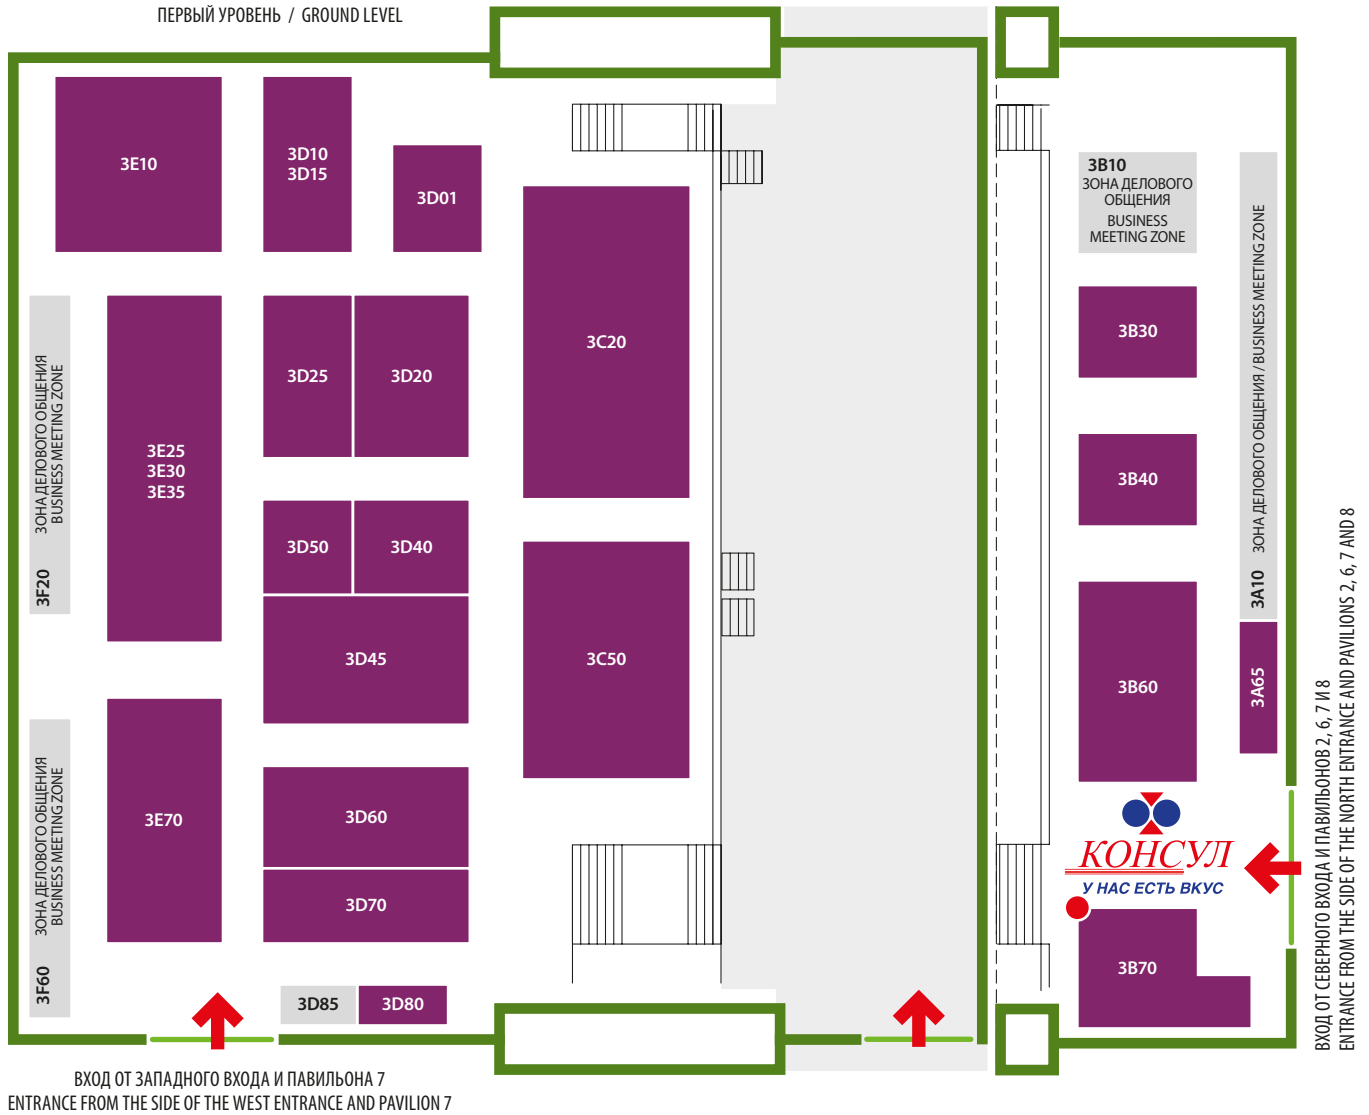 ПЕРВЫЙ УРОВЕНЬ / GROUND LEVEL
3E10
3D10
3D15
3D01
3C20
3B10
ЗОНА ДЕЛОВОГО
ОБЩЕНИЯ
BUSINESS
MEETING ZONE
3A10 ЗОНА ДЕЛОВОГО ОБЩЕНИЯ / BUSINESS MEETING ZONE
3B30
3F20 ЗОНА ДЕЛОВОГО ОБЩЕНИЯ
BUSINESS MEETING ZONE
3E25
3E30
3E35
3D25
3D20
3B40
3D50
3D40
3D45
3C50
3B60
3A65
3F60 ЗОНА ДЕЛОВОГО ОБЩЕНИЯ
BUSINESS MEETING ZONE
3E70
3D60
3D70
КОНСУЛ
У НАС ЕСТЬ ВКУС
3B70
3D85
3D80
ВХОД ОТ СЕВЕРНОГО ВХОДА И ПАВИЛЬОНОВ 2, 6, 7 И 8
ENTRANCE FROM THE SIDE OF THE NORTH ENTRANCE AND PAVILIONS 2, 6, 7 AND 8
ВХОД ОТ ЗАПАДНОГО ВХОДА И ПАВИЛЬОНА 7
ENTRANCE FROM THE SIDE OF THE WEST ENTRANCE AND PAVILION 7